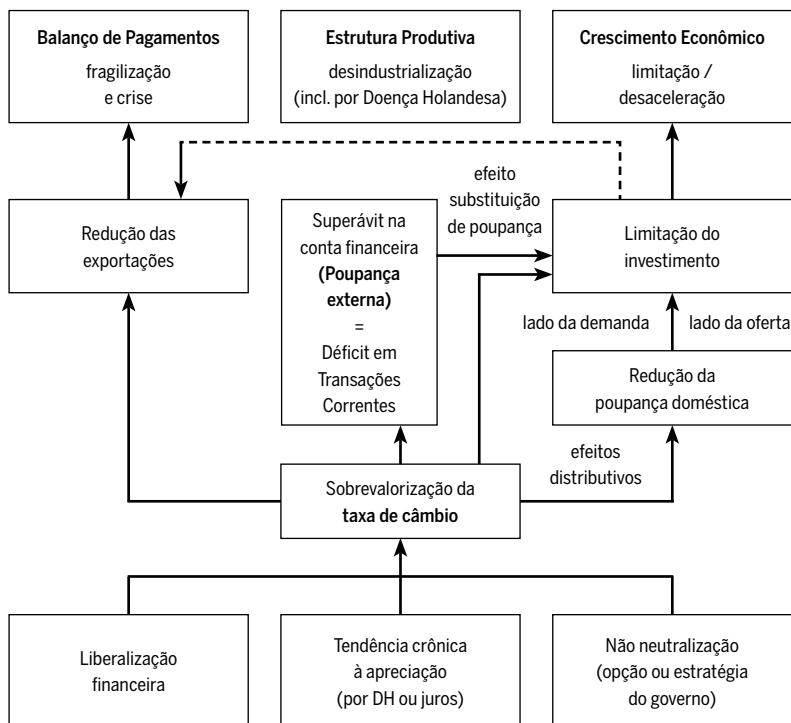 Balanço de Pagamentos
fragilização
e crise
Estrutura Produtiva
desindustrialização
(incl. por Doença Holandesa)
Crescimento Econômico
limitação /
desaceleração
efeito
substituição
de poupança
Redução das
exportações
Superávit na
conta financeira
(Poupança
externa)
=
Déficit em
Transações
Correntes
Limitação do
investimento
lado da demanda
lado da oferta
Redução da
poupança doméstica
efeitos
distributivos
Sobrevalorização da
taxa de câmbio
Liberalização
financeira
Tendência crônica
à apreciação
(por DH ou juros)
Não neutralização
(opção ou estratégia
do governo)